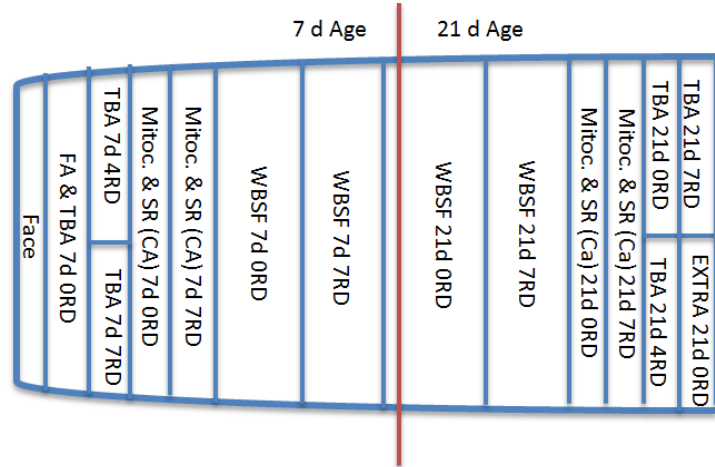 7 d Age
21 d Age
Face
FA & TBA 7d 0RD
TBA 7d 4RD
TBA 7d 7RD
Mitoc. & SR (CA) 7d 0RD
Mitoc. & SR (CA) 7d 7RD
WBSF 7d 0RD
WBSF 7d 7RD
WBSF 21d 0RD
WBSF 21d 7RD
Mitoc. & SR (Ca) 21d 0RD
Mitoc. & SR (Ca) 21d 7RD
TBA 21d 0RD
TBA 21d 4RD
TBA 21d 7RD
EXTRA 21d 0RD